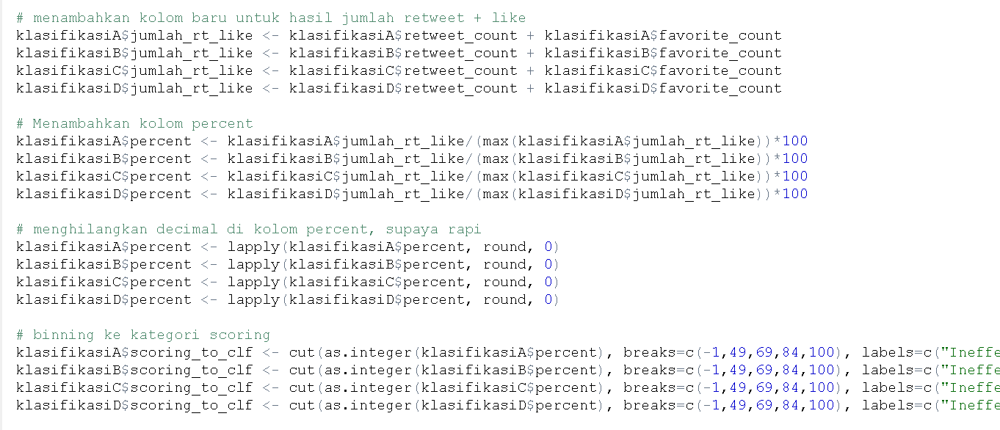 # menambahkan kolom baru untuk hasil jumlah retweet + like
klasifikasiA$jumlah_rt_like <- klasifikasiA$retweet_count + klasifikasiA$favorite_count
klasifikasiB$jumlah_rt_like <- klasifikasiB$retweet_count + klasifikasiB$favorite_count
klasifikasiC$jumlah_rt_like <- klasifikasiC$retweet_count + klasifikasiC$favorite_count
klasifikasiD$jumlah_rt_like <- klasifikasiD$retweet_count + klasifikasiD$favorite_count
# Menambahkan kolom percent
klasifikasiA$percent <- klasifikasiA$jumlah_rt_like/(max(klasifikasiA$jumlah_rt_like))*100
klasifikasiB$percent <- klasifikasiB$jumlah_rt_like/(max(klasifikasiB$jumlah_rt_like))*100
klasifikasiC$percent <- klasifikasiC$jumlah_rt_like/(max(klasifikasiC$jumlah_rt_like))*100
klasifikasiD$percent <- klasifikasiD$jumlah_rt_like/(max(klasifikasiD$jumlah_rt_like))*100
# menghilangkan decimal di kolom percent, supaya rapi
klasifikasiA$percent <- lapply(klasifikasiA$percent, round, 0)
klasifikasiB$percent <- lapply(klasifikasiB$percent, round, 0)
klasifikasiC$percent <- lapply(klasifikasiC$percent, round, 0)
klasifikasiD$percent <- lapply(klasifikasiD$percent, round, 0)
# binning ke kategori scoring
klasifikasiA$scoring_to_clf <- cut(as.integer(klasifikasiA$percent), breaks=c(-1,49,69,84,100), labels=c("Ineffe
klasifikasiB$scoring_to_clf <- cut(as.integer(klasifikasiB$percent), breaks=c(-1,49,69,84,100), labels=c("Ineffe
klasifikasiC$scoring_to_clf <- cut(as.integer(klasifikasiC$percent), breaks=c(-1,49,69,84,100), labels=c("Ineffe
klasifikasiD$scoring_to_clf <- cut(as.integer(klasifikasiD$percent), breaks=c(-1,49,69,84,100), labels=c("Ineffe